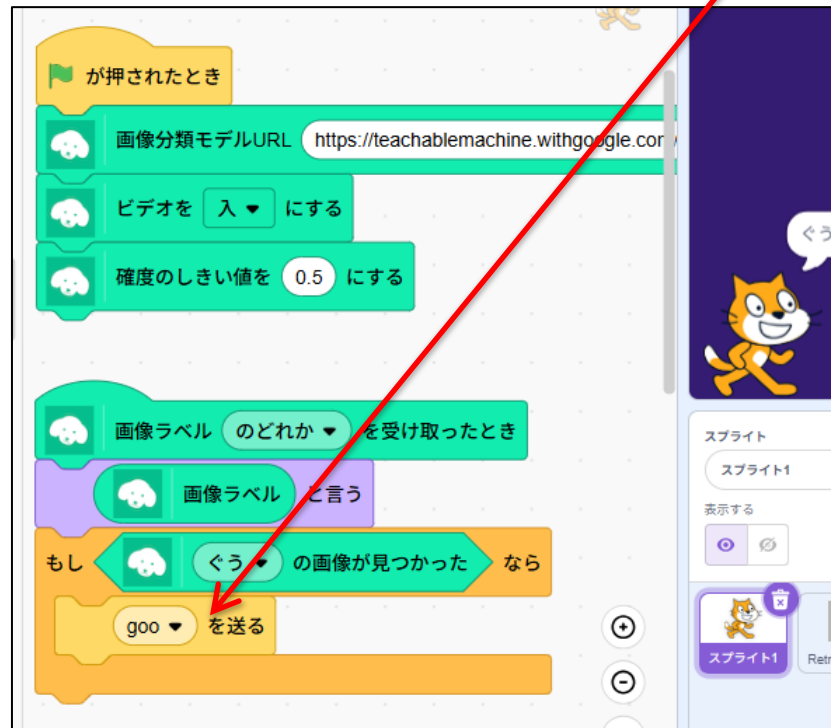 が押されたとき
画像分類モデルURL https://teachablemachine.withgoogle.com/
ビデオを 入 にする
確度のしきい値を 0.5 にする
ぐう
画像ラベル のどれか を受け取ったとき
画像ラベル と言う
もし ぐう の画像が見つかった なら
goo を送る
スプライト
スプライト1
表示する
スプライト1
Retr